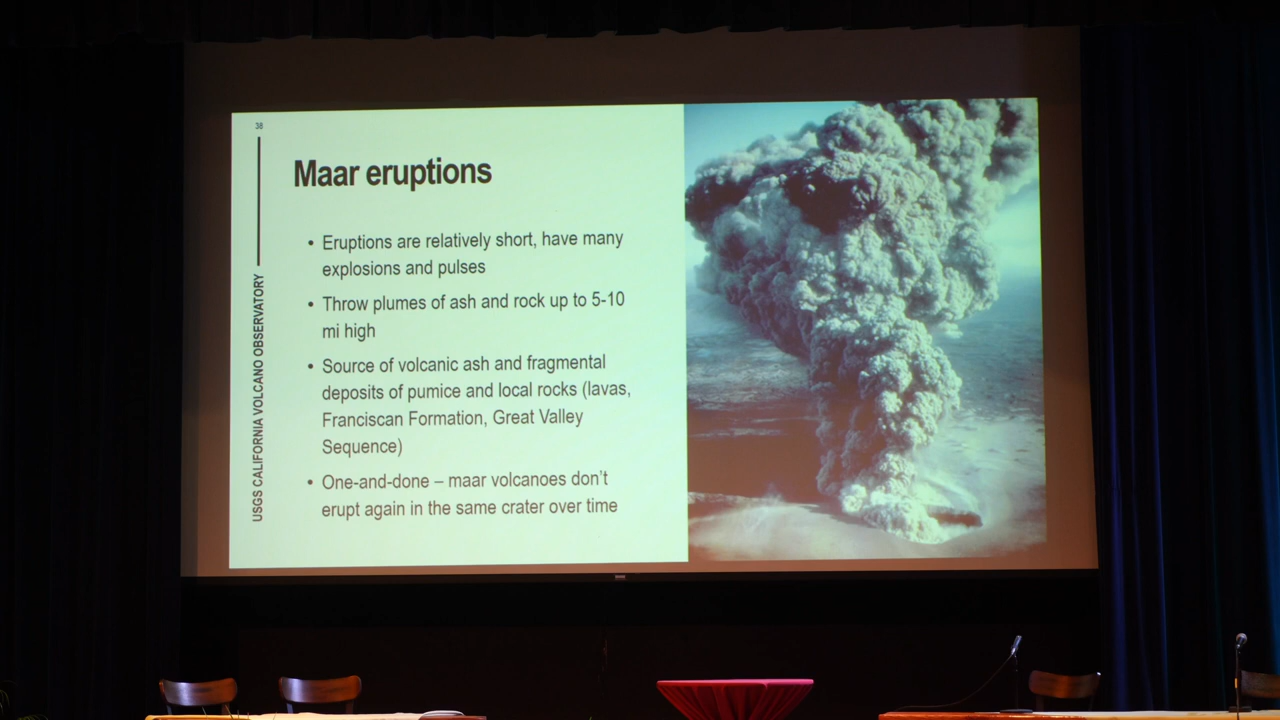 38
USGS CALIFORNIA VOLCANO OBSERVATORY
Maar eruptions
• Eruptions are relatively short, have many
explosions and pulses
• Throw plumes of ash and rock up to 5-10
mi high
• Source of volcanic ash and fragmental
deposits of pumice and local rocks (lavas,
Franciscan Formation, Great Valley
Sequence)
• One-and-done – maar volcanoes don't
erupt again in the same crater over time